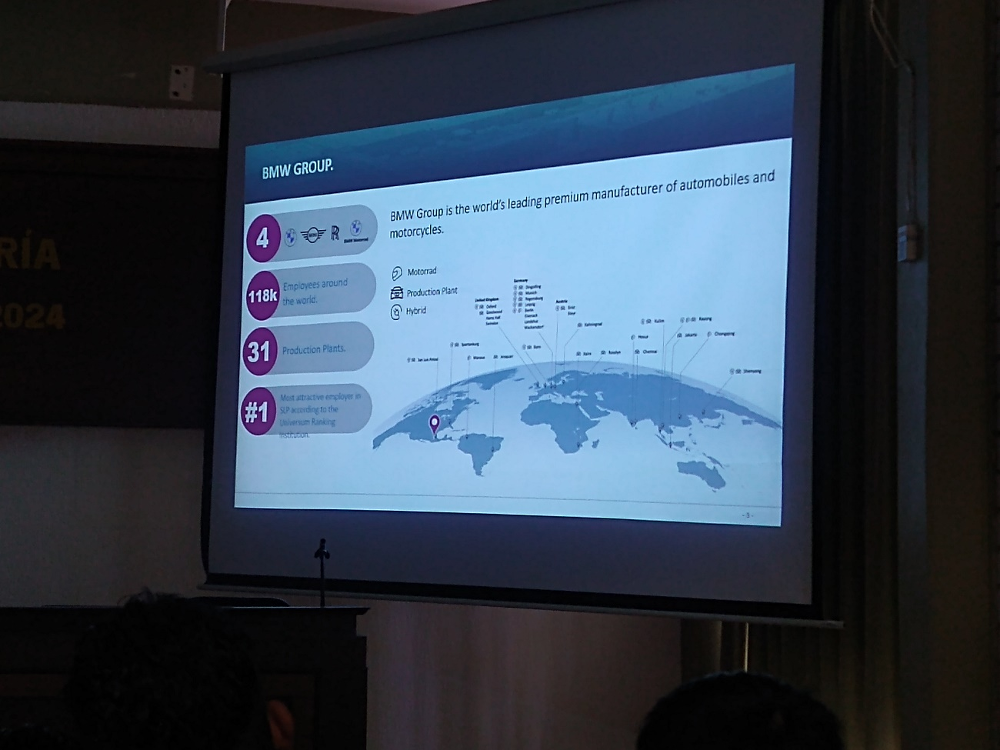 RÍA
2024
BMW GROUP.
4
MINI
BMW Motorrad
118k
Employees around
the world.
31
Production Plants.
#1
Most attractive employer in
SLP according to the
Universum Ranking
Institution.
BMW Group is the world's leading premium manufacturer of automobiles and
motorcycles.
Motorrad
Production Plant
Hybrid
Germany
Dingolfing
Munich
Regensburg
Leipzig
Berlin
Eisenach
Landshut
Wackersdorf
United Kingdom
Oxford
Goodwood
Hams Hall
Swindon
Austria
Graz
Steyr
Kaliningrad
Born
Spartanburg
San Luis Potosí
Manaus
Araquari
Kairo
Rosslyn
Chennai
Kulim
Rayong
Jakarta
Chongqing
Shenyang
- 3 -